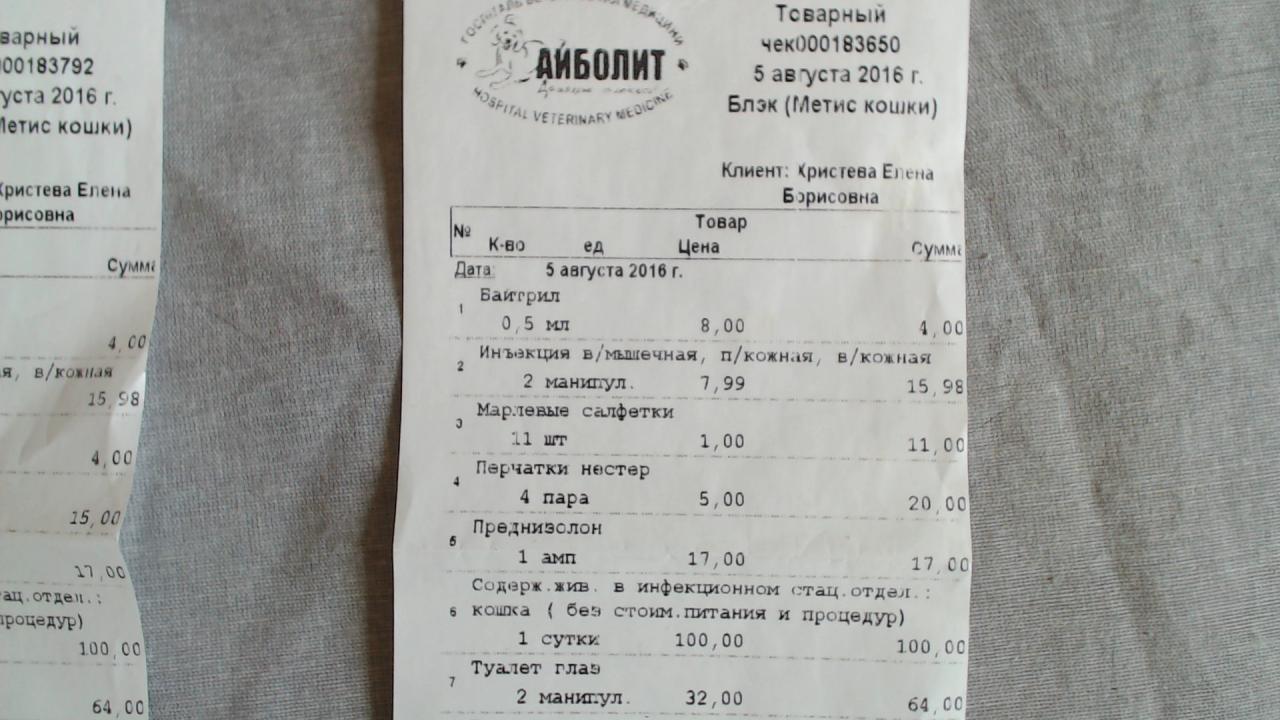 варный
00183792
уста 2016 г.
Метис кошки)
Кристева Елена
орисовна
Сумма
4,00
я, в/кожная
15,98
4,00
15,00
17,00
тац.отдел.:
процедур)
100,00
64,00
АЙБОЛИТ
HOSPITAL VETERINARY MEDICINE
Товарный
чек000183650
5 августа 2016 г.
Блэк (Метис кошки)
Клиент: Кристева Елена
Борисовна
№ Товар
К-во ед Цена Сумма
Дата: 5 августа 2016 г.
1 Байтрил
0,5 мл 8,00 4,00
2 Инъекция в/мышечная, п/кожная, в/кожная
2 манипул. 7,99 15,98
3 Марлевые салфетки
11 шт 1,00 11,00
4 Перчатки нестер
4 пара 5,00 20,00
5 Преднизолон
1 амп 17,00 17,00
Содерж.жив. в инфекционном стац.отдел.:
6 кошка ( без стоим.питания и процедур)
1 сутки 100,00 100,00
7 Туалет глаз
2 манипул. 32,00 64,00